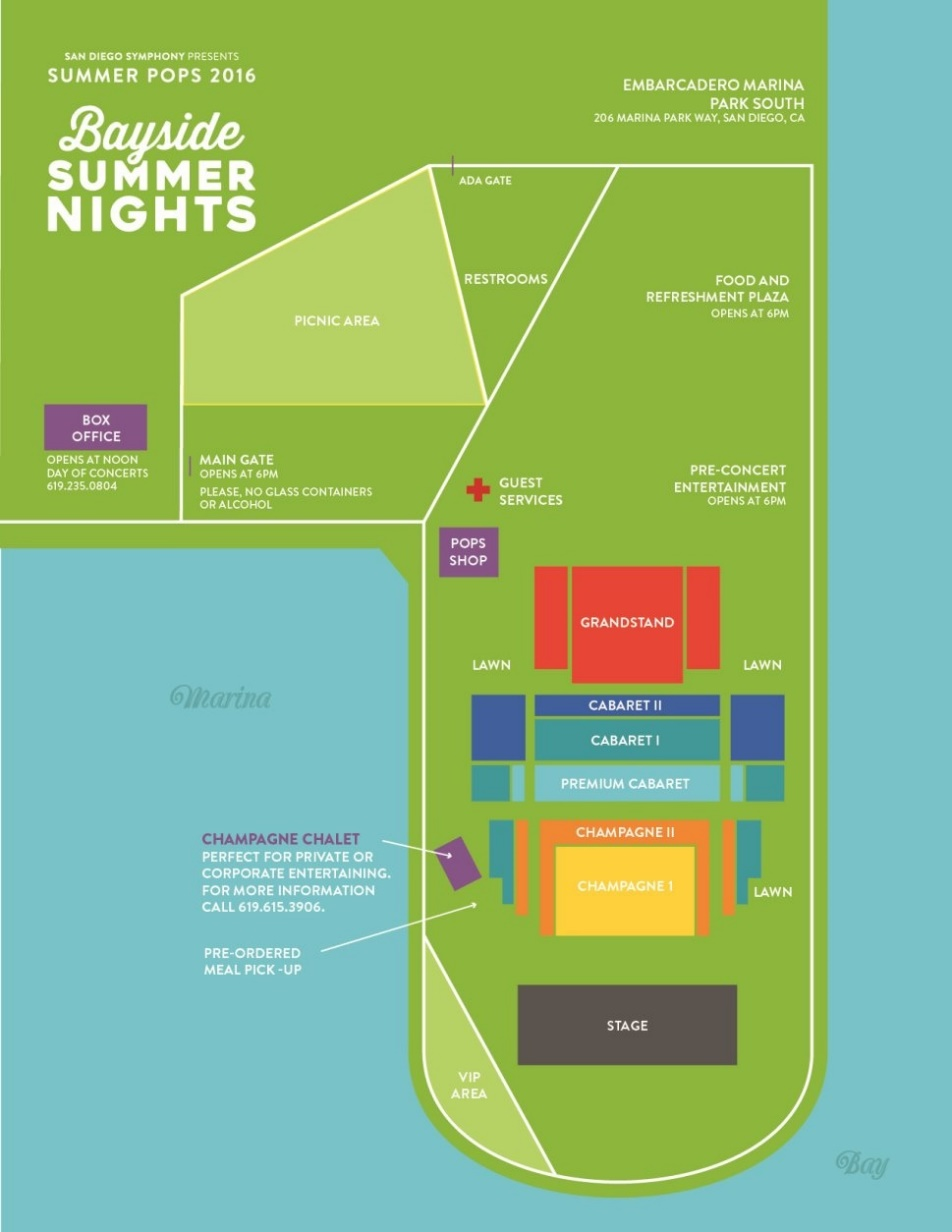 SAN DIEGO SYMPHONY PRESENTS
SUMMER POPS 2016
Bayside
SUMMER
NIGHTS
EMBARCADERO MARINA
PARK SOUTH
206 MARINA PARK WAY, SAN DIEGO, CA
ADA GATE
RESTROOMS
FOOD AND
REFRESHMENT PLAZA
OPENS AT 6PM
PICNIC AREA
BOX
OFFICE
OPENS AT NOON
DAY OF CONCERTS
619.235.0804
MAIN GATE
OPENS AT 6PM
PLEASE, NO GLASS CONTAINERS
OR ALCOHOL
GUEST
SERVICES
PRE-CONCERT
ENTERTAINMENT
OPENS AT 6PM
POPS
SHOP
GRANDSTAND
LAWN
LAWN
Marina
CABARET II
CABARET I
PREMIUM CABARET
CHAMPAGNE II
CHAMPAGNE 1
LAWN
CHAMPAGNE CHALET
PERFECT FOR PRIVATE OR
CORPORATE ENTERTAINING.
FOR MORE INFORMATION
CALL 619.615.3906.
PRE-ORDERED
MEAL PICK -UP
STAGE
VIP
AREA
Bay